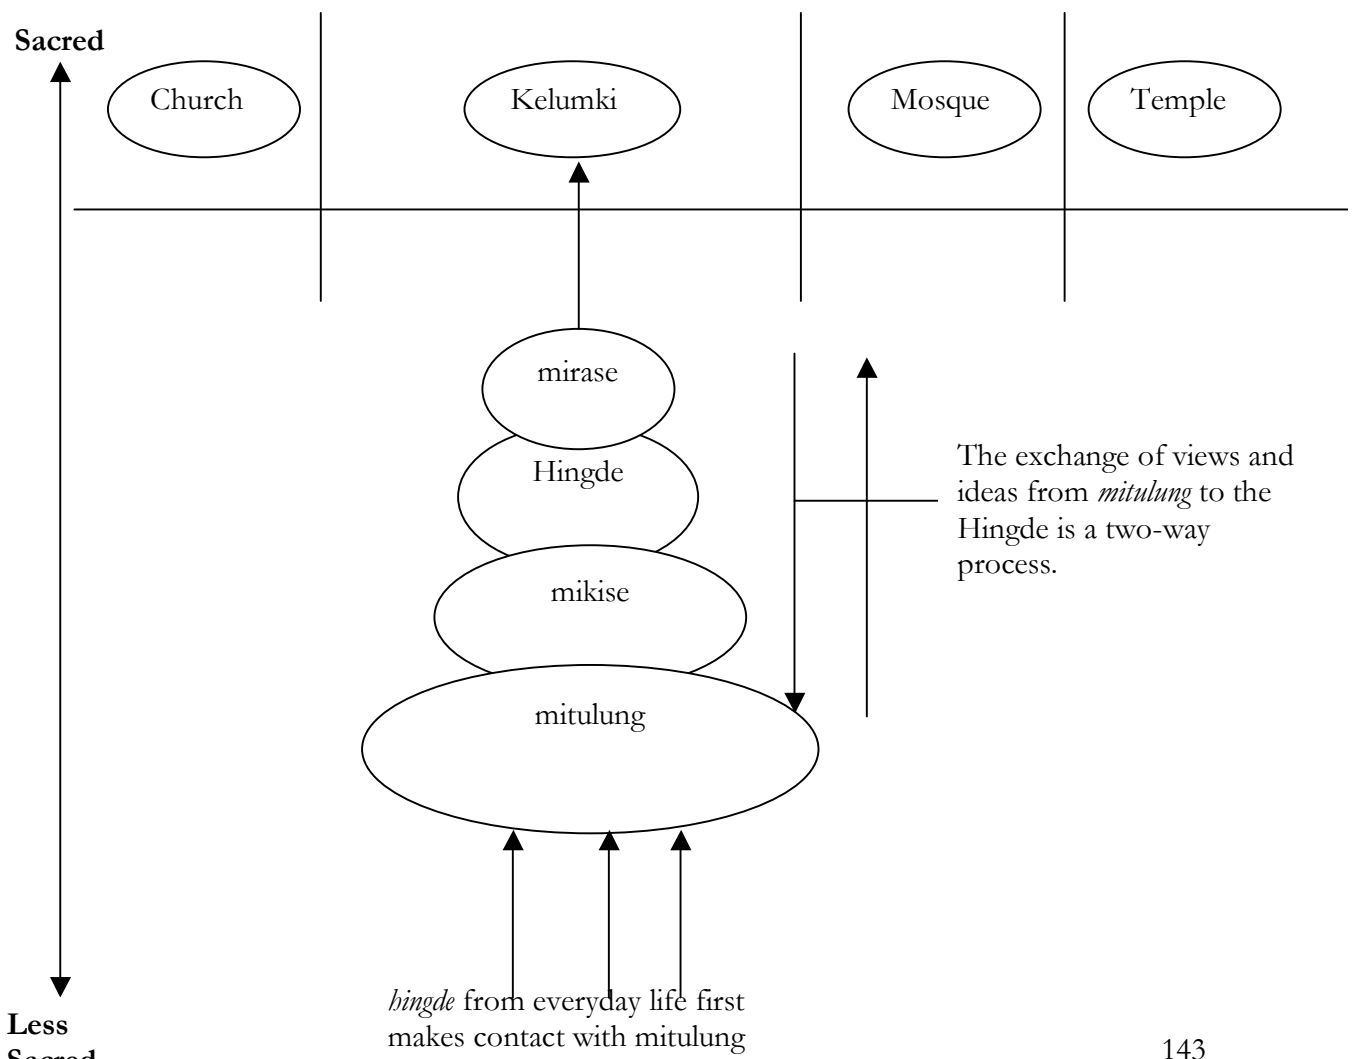 Sacred
Church
Kelumki
Mosque
Temple
mirase
Hingde
mikise
mitulung
The exchange of views and
ideas from mitulung to the
Hingde is a two-way
process.
hingde from everyday life first
makes contact with mitulung
Less
Sacred
143